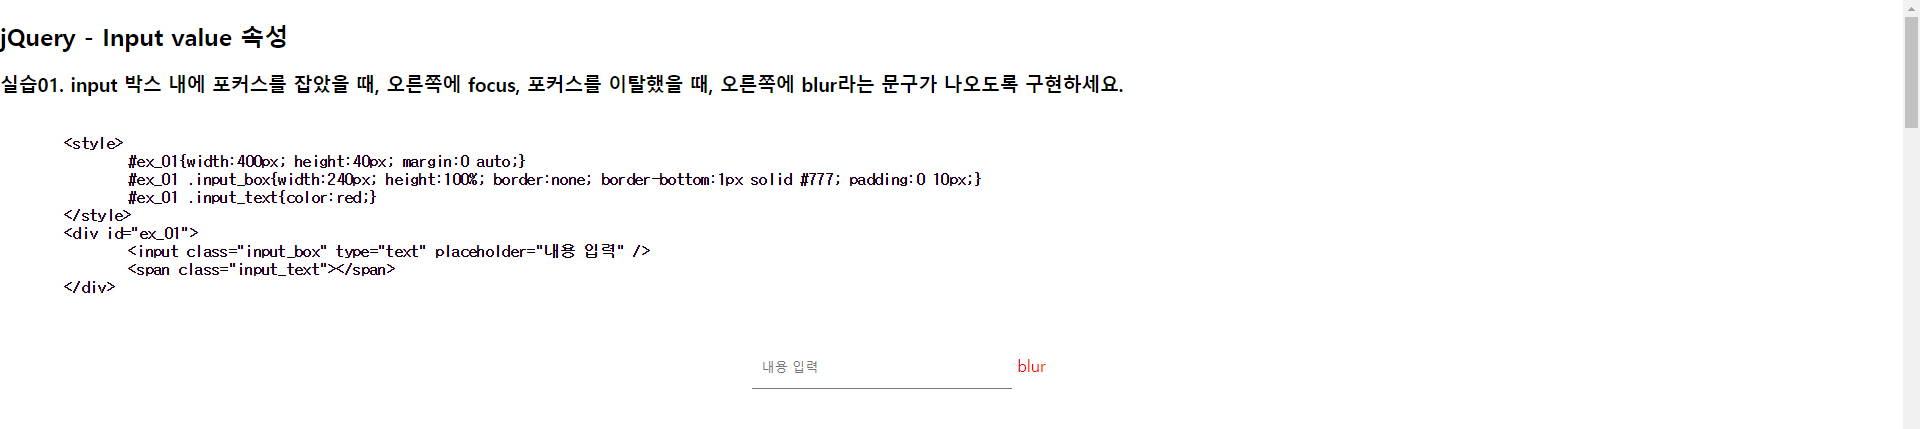 jQuery - Input value 속성
실습01. input 박스 내에 포커스를 잡았을 때, 오른쪽에 focus, 포커스를 이탈했을 때, 오른쪽에 blur라는 문구가 나오도록 구현하세요.
<style>
#ex_01{width:400px; height:40px; margin:0 auto;}
#ex_01 .input_box{width:240px; height:100%; border:none; border-bottom:1px solid #777; padding:0 10px;}
#ex_01 .input_text{color:red;}
</style>
<div id="ex_01">
<input class="input_box" type="text" placeholder="내용 입력" />
<span class="input_text"></span>
</div>
내용 입력 blur